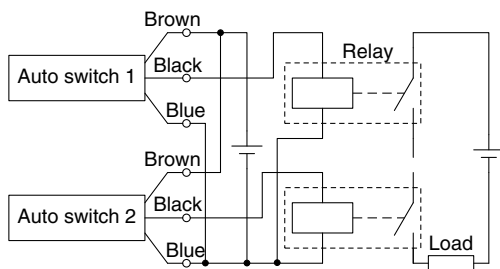 Brown
Relay
Auto switch 1
Black
Blue
Brown
Auto switch 2
Black
Blue
Load